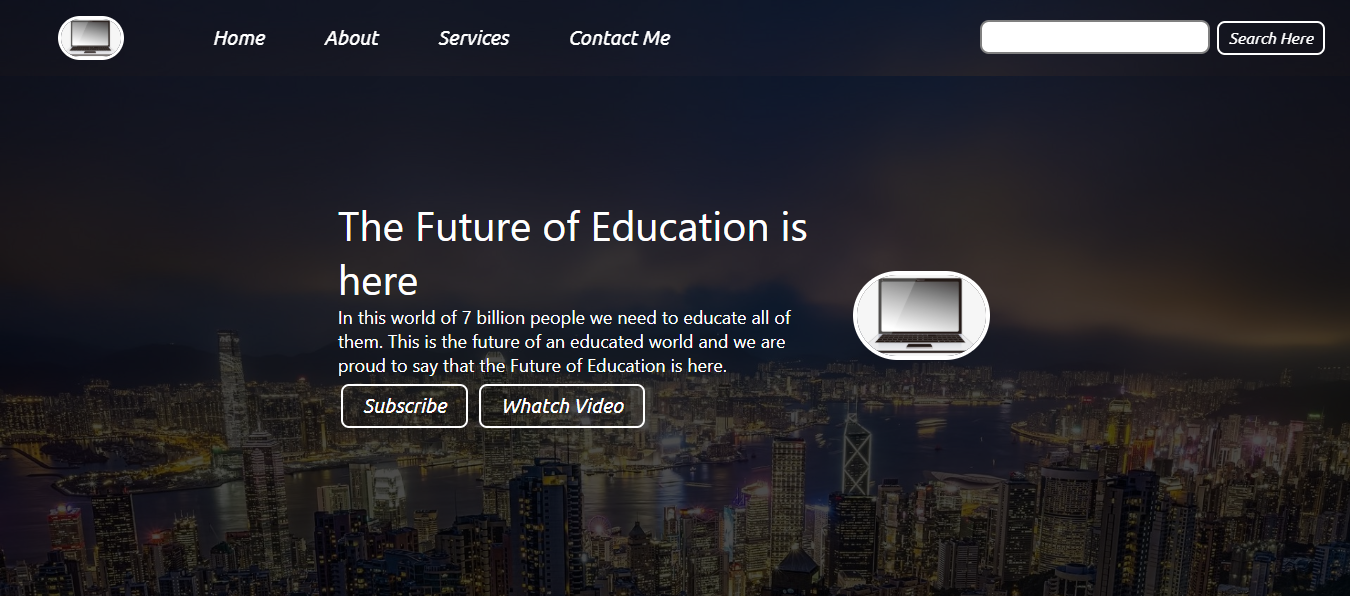 Home About Services Contact Me Search Here
The Future of Education is
here
In this world of 7 billion people we need to educate all of
them. This is the future of an educated world and we are
proud to say that the Future of Education is here.
Subscribe Whatch Video